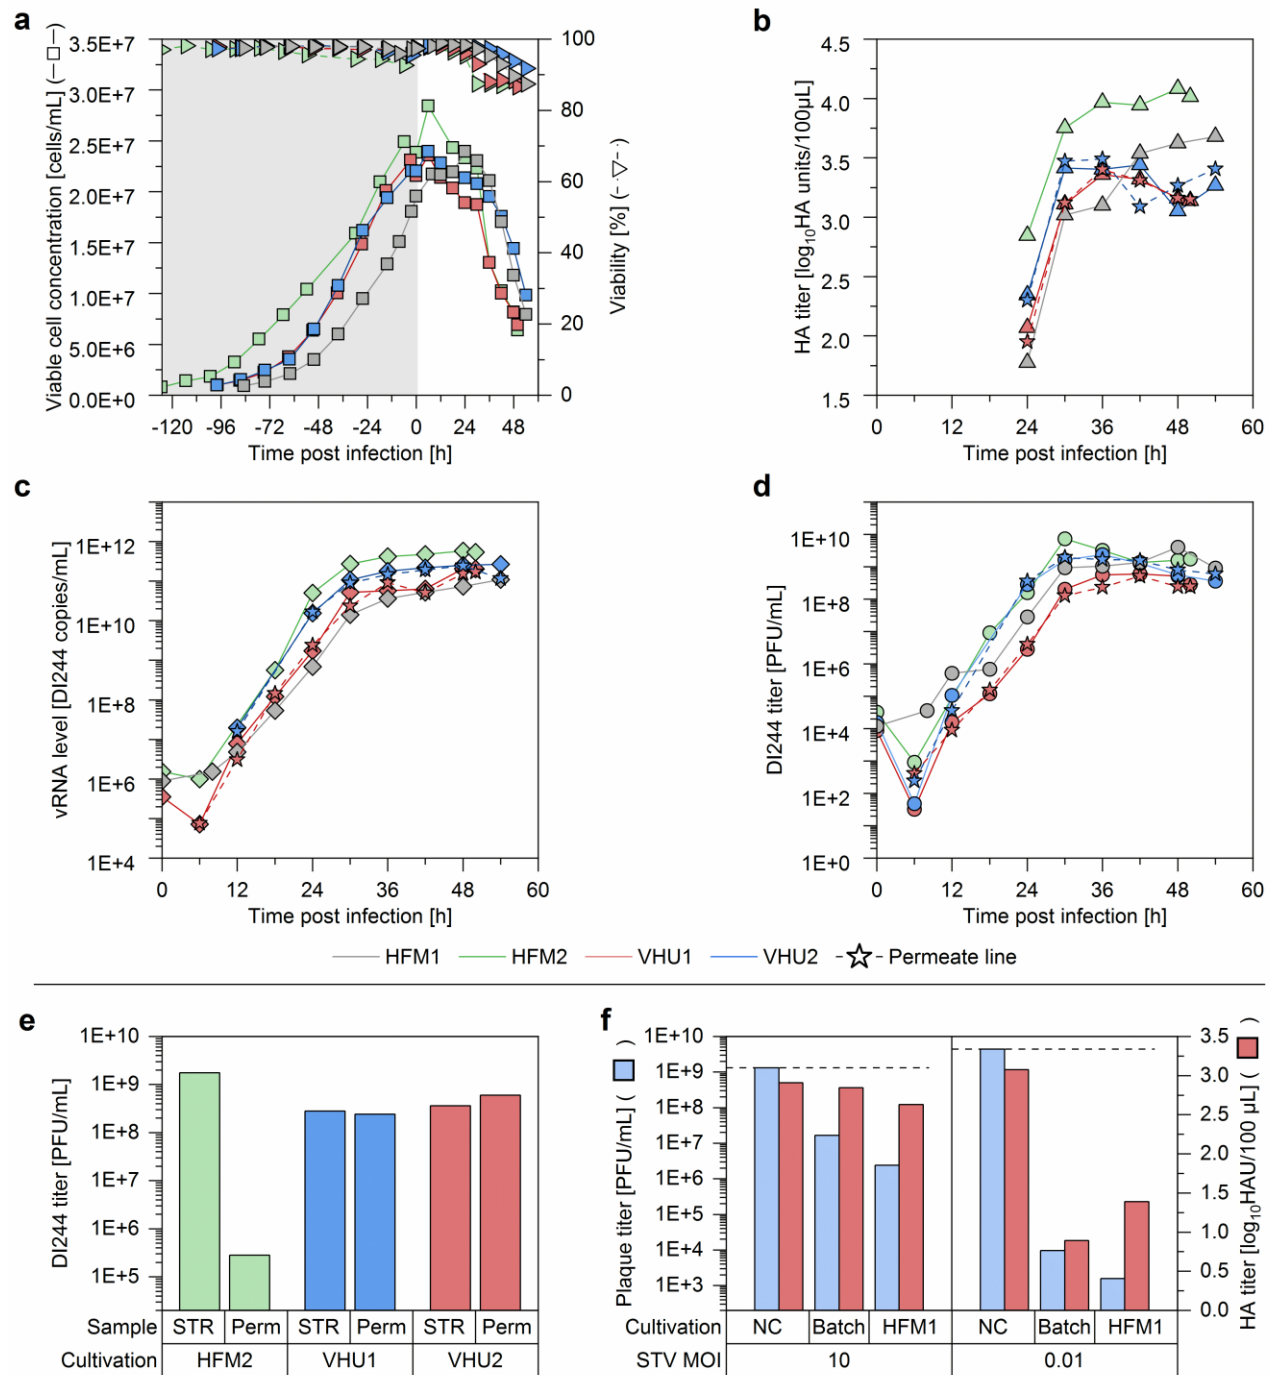 a
Viable cell concentration [cells/mL] (–□–)
3.5E+7
3.0E+7
2.5E+7
2.0E+7
1.5E+7
1.0E+7
5.0E+6
0.0E+0
100
80
60
40
20
0
Viability [%] (–·▽–·)
-120 -96 -72 -48 -24 0 24 48
Time post infection [h]
b
HA titer [log₁₀HA units/100µL]
4.5
4.0
3.5
3.0
2.5
2.0
1.5
0 12 24 36 48 60
Time post infection [h]
c
vRNA level [DI244 copies/mL]
1E+12
1E+10
1E+8
1E+6
1E+4
0 12 24 36 48 60
Time post infection [h]
d
DI244 titer [PFU/mL]
1E+10
1E+8
1E+6
1E+4
1E+2
1E+0
0 12 24 36 48 60
Time post infection [h]
HFM1 HFM2 VHU1 VHU2 -☆- Permeate line
e
DI244 titer [PFU/mL]
1E+10
1E+9
1E+8
1E+7
1E+6
1E+5
Sample STR Perm STR Perm STR Perm
Cultivation HFM2 VHU1 VHU2
f
Plaque titer [PFU/mL] ( )
1E+10
1E+9
1E+8
1E+7
1E+6
1E+5
1E+4
1E+3
3.5
3.0
2.5
2.0
1.5
1.0
0.5
0.0
HA titer [log₁₀HAU/100 µL] ( )
Cultivation NC Batch HFM1 NC Batch HFM1
STV MOI 10 0.01